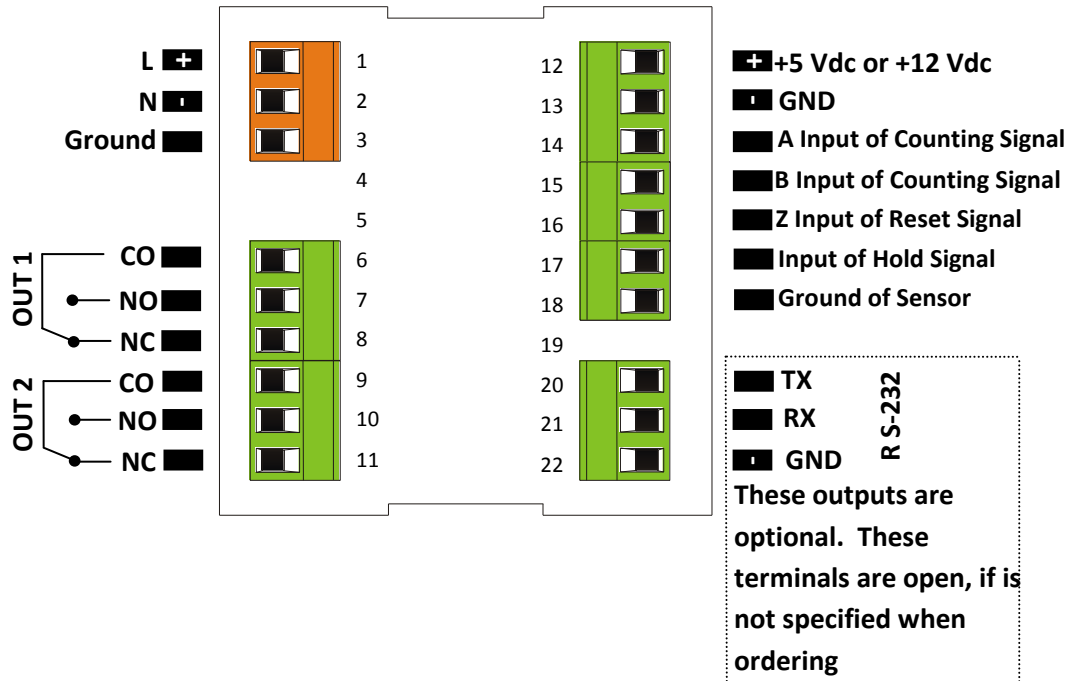 L +
N -
Ground
OUT 1
CO
NO
NC
OUT 2
CO
NO
NC
1
2
3
4
5
6
7
8
9
10
11
12
13
14
15
16
17
18
19
20
21
22
+ +5 Vdc or +12 Vdc
- GND
A Input of Counting Signal
B Input of Counting Signal
Z Input of Reset Signal
Input of Hold Signal
Ground of Sensor
TX
RX
- GND
R S-232
These outputs are
optional. These
terminals are open, if is
not specified when
ordering